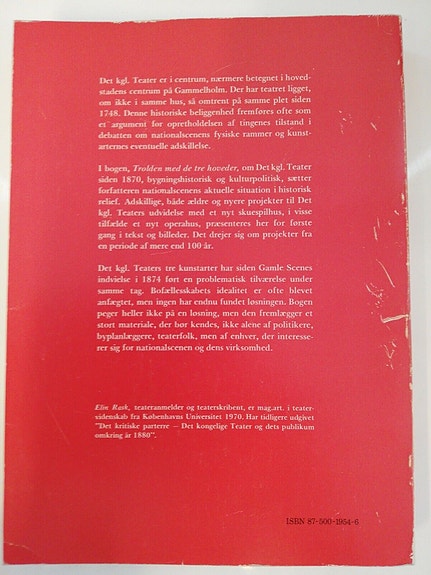 Det kgl. Teater er i centrum, nærmere betegnet i hoved-
stadens centrum på Gammelholm. Der har teatret ligget,
om ikke i samme hus, så omtrent på samme plet siden
1748. Denne historiske beliggenhed fremføres ofte som
et argument for opretholdelsen af tingenes tilstand i
debatten om nationalscenens fysiske rammer og kunst-
arternes eventuelle adskillelse.
I bogen, Trolden med de tre hoveder, om Det kgl. Teater
siden 1870, bygningshistorisk og kulturpolitisk, sætter
forfatteren nationalscenens aktuelle situation i historisk
relief. Adskillige, både ældre og nyere projekter til Det
kgl. Teaters udvidelse med et nyt skuespilhus, i visse
tilfælde et nyt operahus, præsenteres her for første
gang i tekst og billeder. Det drejer sig om projekter fra
en periode af mere end 100 år.
Det kgl. Teaters tre kunstarter har siden Gamle Scenes
indvielse i 1874 ført en problematisk tilværelse under
samme tag. Bofællesskabets idealitet er ofte blevet
anfægtet, men ingen har endnu fundet løsningen. Bogen
peger heller ikke på en løsning, men den fremlægger et
stort materiale, der bør kendes, ikke alene af politikere,
byplanlæggere, teaterfolk, men af enhver, der interesse-
rer sig for nationalscenen og dens virksomhed.
Elin Rask, teateranmelder og teaterskribent, er mag.art. i teater-
videnskab fra Københavns Universitet 1970. Har tidligere udgivet
"Det kritiske parterre – Det kongelige Teater og dets publikum
omkring år 1880".
ISBN 87-500-1954-6